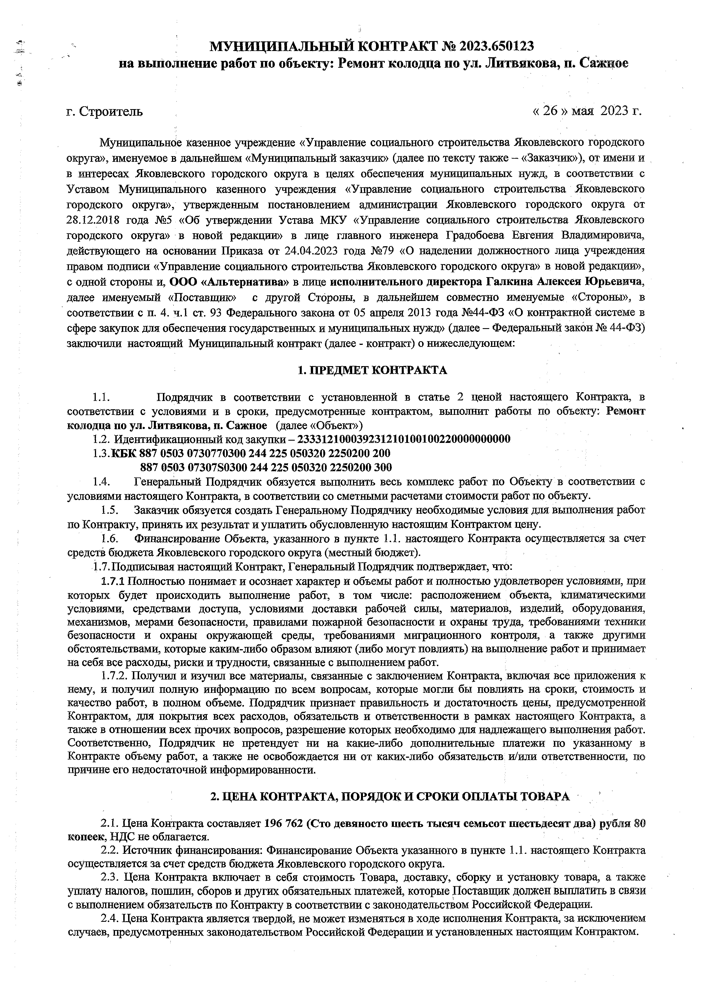 МУНИЦИПАЛЬНЫЙ КОНТРАКТ № 2023.650123
на выполнение работ по объекту: Ремонт колодца по ул. Литвякова, п. Сажное
г. Строитель « 26 » мая 2023 г.
Муниципальное казенное учреждение «Управление социального строительства Яковлевского городского
округа», именуемое в дальнейшем «Муниципальный заказчик» (далее по тексту также – «Заказчик»), от имени и
в интересах Яковлевского городского округа в целях обеспечения муниципальных нужд, в соответствии с
Уставом Муниципального казенного учреждения «Управление социального строительства Яковлевского
городского округа», утвержденным постановлением администрации Яковлевского городского округа от
28.12.2018 года №5 «Об утверждении Устава МКУ «Управление социального строительства Яковлевского
городского округа» в новой редакции» в лице главного инженера Градобоева Евгения Владимировича,
действующего на основании Приказа от 24.04.2023 года №79 «О наделении должностного лица учреждения
правом подписи «Управление социального строительства Яковлевского городского округа» в новой редакции»,
с одной стороны и, ООО «Альтернатива» в лице исполнительного директора Галкина Алексея Юрьевича,
далее именуемый «Поставщик» с другой Стороны, в дальнейшем совместно именуемые «Стороны», в
соответствии с п. 4. ч.1 ст. 93 Федерального закона от 05 апреля 2013 года №44-ФЗ «О контрактной системе в
сфере закупок для обеспечения государственных и муниципальных нужд» (далее – Федеральный закон № 44-ФЗ)
заключили настоящий Муниципальный контракт (далее - контракт) о нижеследующем:
1. ПРЕДМЕТ КОНТРАКТА
1.1. Подрядчик в соответствии с установленной в статье 2 ценой настоящего Контракта, в
соответствии с условиями и в сроки, предусмотренные контрактом, выполнит работы по объекту: Ремонт
колодца по ул. Литвякова, п. Сажное (далее «Объект»)
1.2. Идентификационный код закупки – 233312100039231210100100220000000000
1.3.КБК 887 0503 0730770300 244 225 050320 2250200 200
887 0503 07307S0300 244 225 050320 2250200 300
1.4. Генеральный Подрядчик обязуется выполнить весь комплекс работ по Объекту в соответствии с
условиями настоящего Контракта, в соответствии со сметными расчетами стоимости работ по объекту.
1.5. Заказчик обязуется создать Генеральному Подрядчику необходимые условия для выполнения работ
по Контракту, принять их результат и уплатить обусловленную настоящим Контрактом цену.
1.6. Финансирование Объекта, указанного в пункте 1.1. настоящего Контракта осуществляется за счет
средств бюджета Яковлевского городского округа (местный бюджет).
1.7.Подписывая настоящий Контракт, Генеральный Подрядчик подтверждает, что:
1.7.1 Полностью понимает и осознает характер и объемы работ и полностью удовлетворен условиями, при
которых будет происходить выполнение работ, в том числе: расположением объекта, климатическими
условиями, средствами доступа, условиями доставки рабочей силы, материалов, изделий, оборудования,
механизмов, мерами безопасности, правилами пожарной безопасности и охраны труда, требованиями техники
безопасности и охраны окружающей среды, требованиями миграционного контроля, а также другими
обстоятельствами, которые каким-либо образом влияют (либо могут повлиять) на выполнение работ и принимает
на себя все расходы, риски и трудности, связанные с выполнением работ.
1.7.2. Получил и изучил все материалы, связанные с заключением Контракта, включая все приложения к
нему, и получил полную информацию по всем вопросам, которые могли бы повлиять на сроки, стоимость и
качество работ, в полном объеме. Подрядчик признает правильность и достаточность цены, предусмотренной
Контрактом, для покрытия всех расходов, обязательств и ответственности в рамках настоящего Контракта, а
также в отношении всех прочих вопросов, разрешение которых необходимо для надлежащего выполнения работ.
Соответственно, Подрядчик не претендует ни на какие-либо дополнительные платежи по указанному в
Контракте объему работ, а также не освобождается ни от каких-либо обязательств и/или ответственности, по
причине его недостаточной информированности.
2. ЦЕНА КОНТРАКТА, ПОРЯДОК И СРОКИ ОПЛАТЫ ТОВАРА
2.1. Цена Контракта составляет 196 762 (Сто девяносто шесть тысяч семьсот шестьдесят два) рубля 80
копеек, НДС не облагается.
2.2. Источник финансирования: Финансирование Объекта указанного в пункте 1.1. настоящего Контракта
осуществляется за счет средств бюджета Яковлевского городского округа.
2.3. Цена Контракта включает в себя стоимость Товара, доставку, сборку и установку товара, а также
уплату налогов, пошлин, сборов и других обязательных платежей, которые Поставщик должен выплатить в связи
с выполнением обязательств по Контракту в соответствии с законодательством Российской Федерации.
2.4. Цена Контракта является твердой, не может изменяться в ходе исполнения Контракта, за исключением
случаев, предусмотренных законодательством Российской Федерации и установленных настоящим Контрактом.